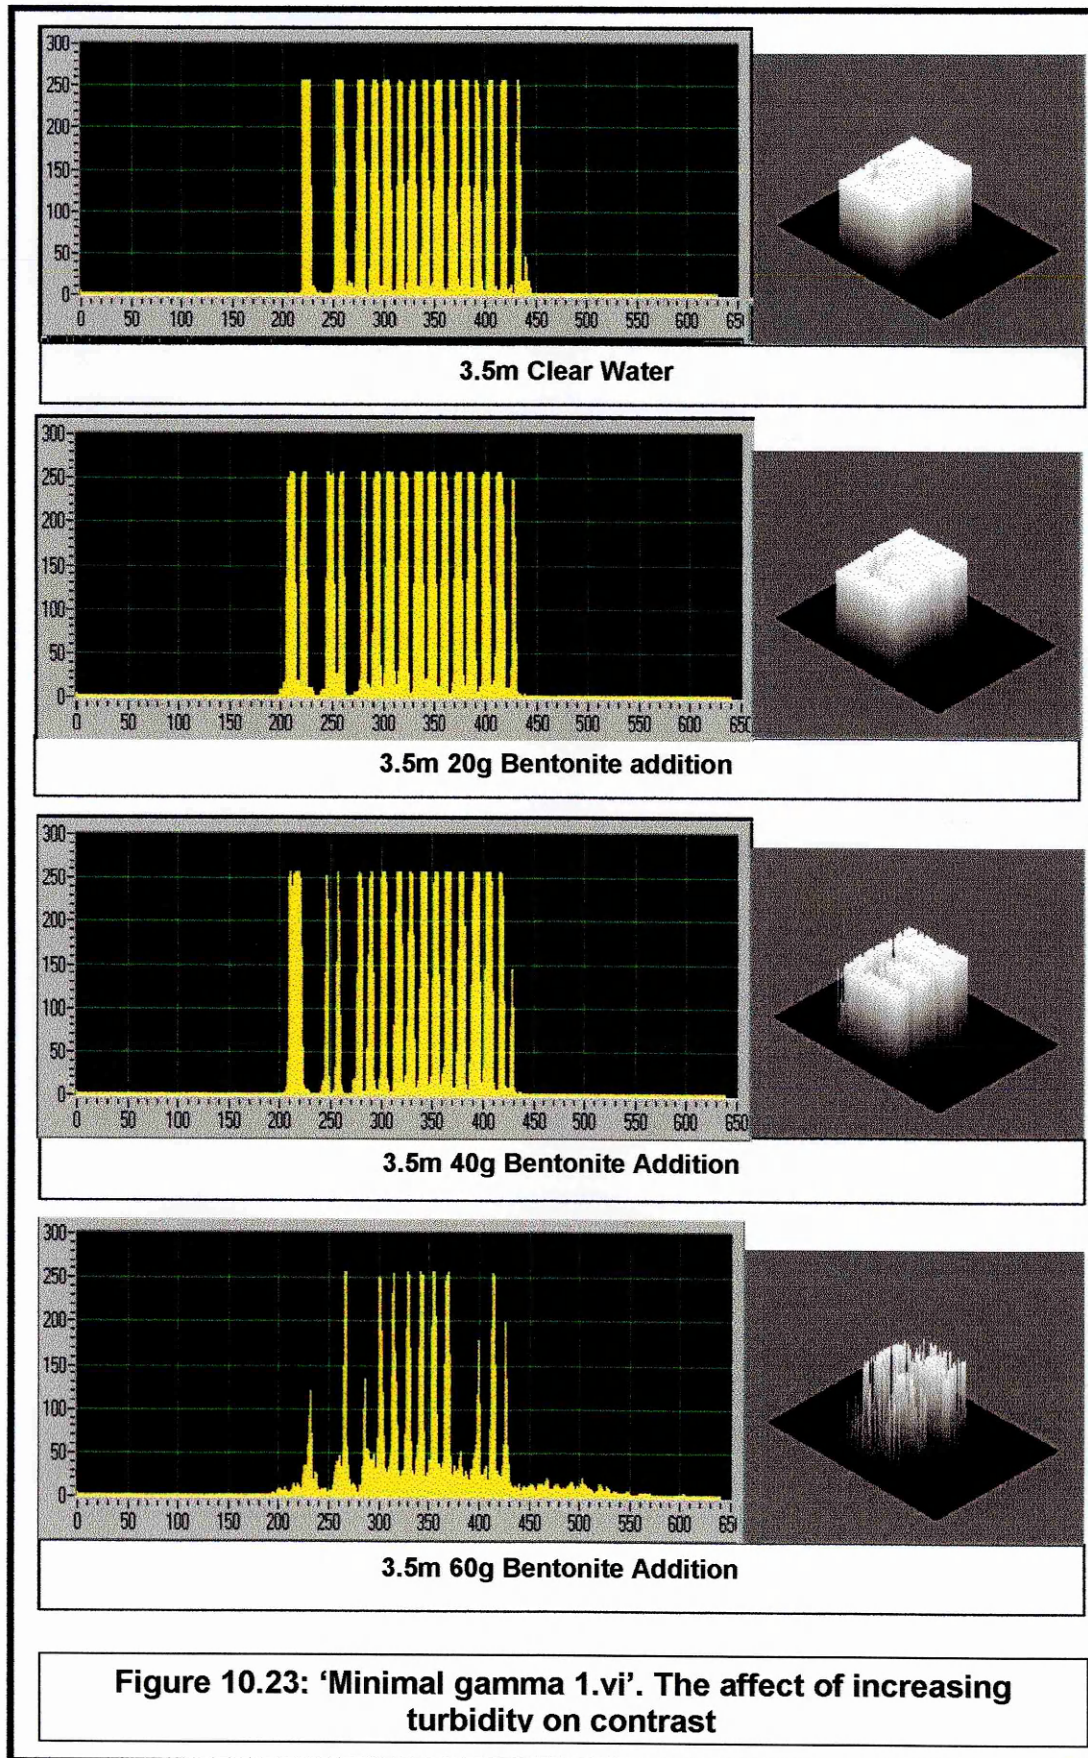 300
250
200
150
100
50
0
0 50 100 150 200 250 300 350 400 450 500 550 600 650
3.5m Clear Water
300
250
200
150
100
50
0
0 50 100 150 200 250 300 350 400 450 500 550 600 650
3.5m 20g Bentonite addition
300
250
200
150
100
50
0
0 50 100 150 200 250 300 350 400 450 500 550 600 650
3.5m 40g Bentonite Addition
300
250
200
150
100
50
0
0 50 100 150 200 250 300 350 400 450 500 550 600 650
3.5m 60g Bentonite Addition
Figure 10.23: 'Minimal gamma 1.vi'. The affect of increasing
turbidity on contrast